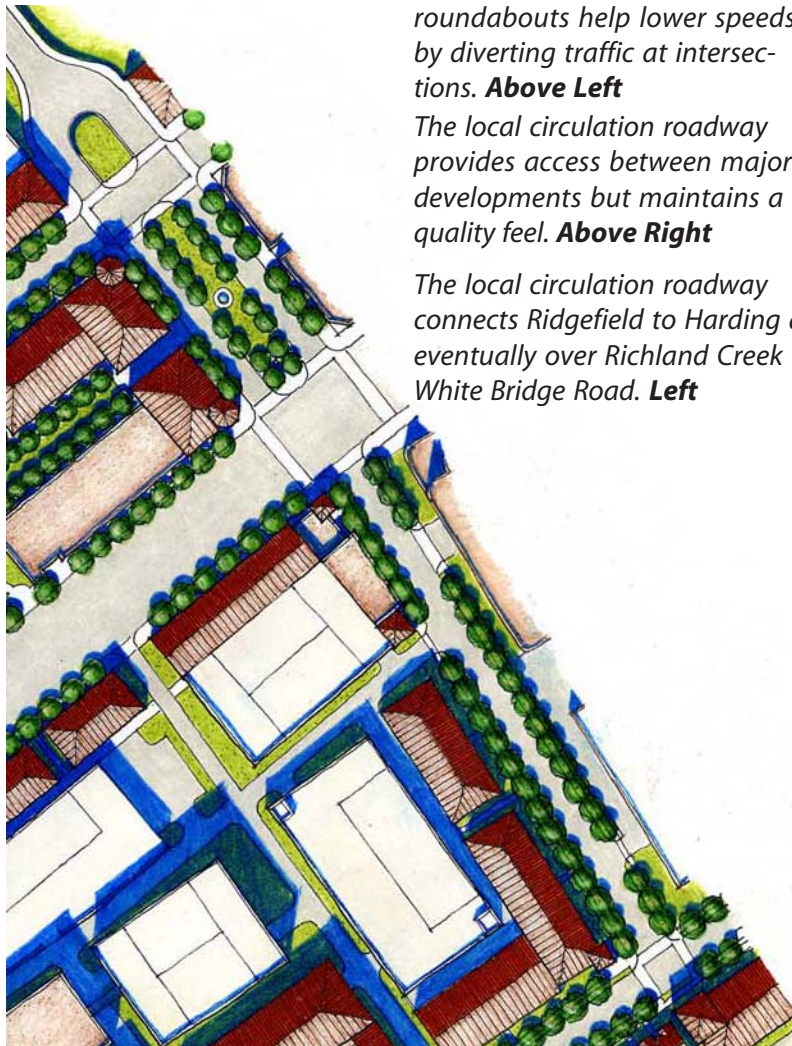 roundabouts help lower speeds
by diverting traffic at intersec-
tions. Above Left
The local circulation roadway
provides access between major
developments but maintains a
quality feel. Above Right
The local circulation roadway
connects Ridgefield to Harding
eventually over Richland Creek
White Bridge Road. Left